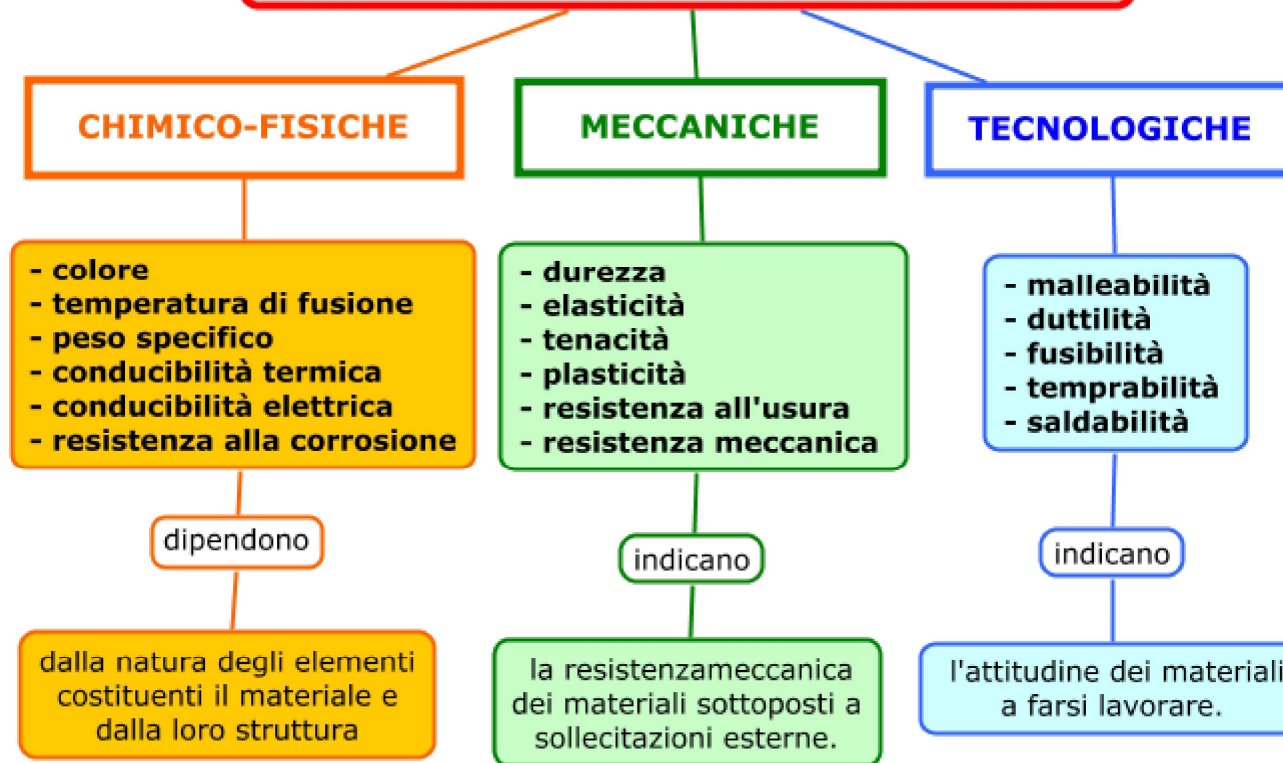 CHIMICO-FISICHE
MECCANICHE
TECNOLOGICHE
- colore
- temperatura di fusione
- peso specifico
- conducibilità termica
- conducibilità elettrica
- resistenza alla corrosione
- durezza
- elasticità
- tenacità
- plasticità
- resistenza all'usura
- resistenza meccanica
- malleabilità
- duttilità
- fusibilità
- temprabilità
- saldabilità
dipendono
indicano
indicano
dalla natura degli elementi
costituenti il materiale e
dalla loro struttura
la resistenzameccanica
dei materiali sottoposti a
sollecitazioni esterne.
l'attitudine dei materiali
a farsi lavorare.